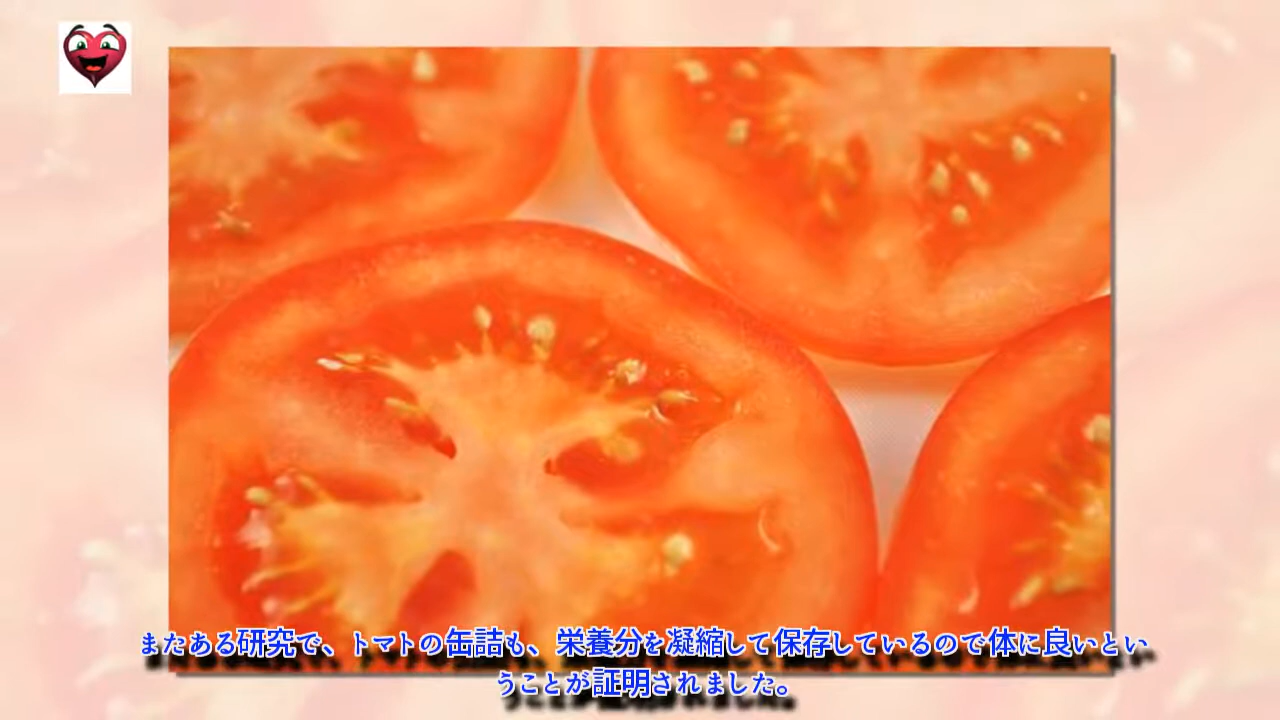 またある研究で、トマトの缶詰も、栄養分を凝縮して保存しているので体に良いとい
うことが証明されました。